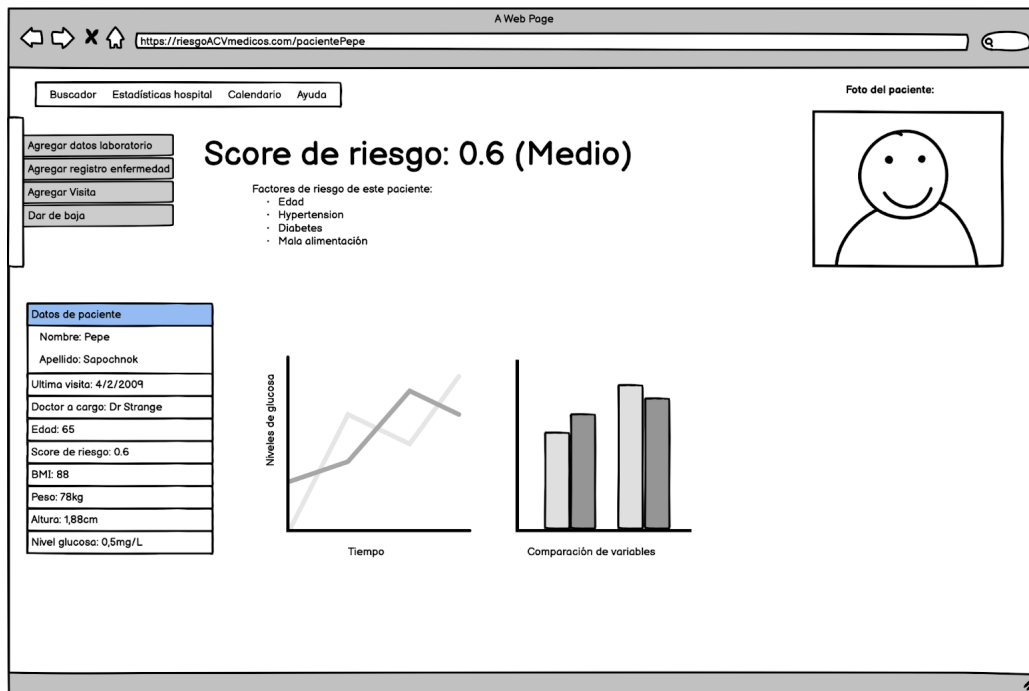 A Web Page
https://riesgoACVmedicos.com/pacientePepe
Buscador Estadísticas hospital Calendario Ayuda
Foto del paciente:
Agregar datos laboratorio
Agregar registro enfermedad
Agregar Visita
Dar de baja
Score de riesgo: 0.6 (Medio)
Factores de riesgo de este paciente:
· Edad
· Hypertension
· Diabetes
· Mala alimentación
Datos de paciente
Nombre: Pepe
Apellido: Sapochnok
Ultima visita: 4/2/2009
Doctor a cargo: Dr Strange
Edad: 65
Score de riesgo: 0.6
BMI: 88
Peso: 78kg
Altura: 1,88cm
Nivel glucosa: 0,5mg/L
Niveles de glucosa
Tiempo
Comparación de variables